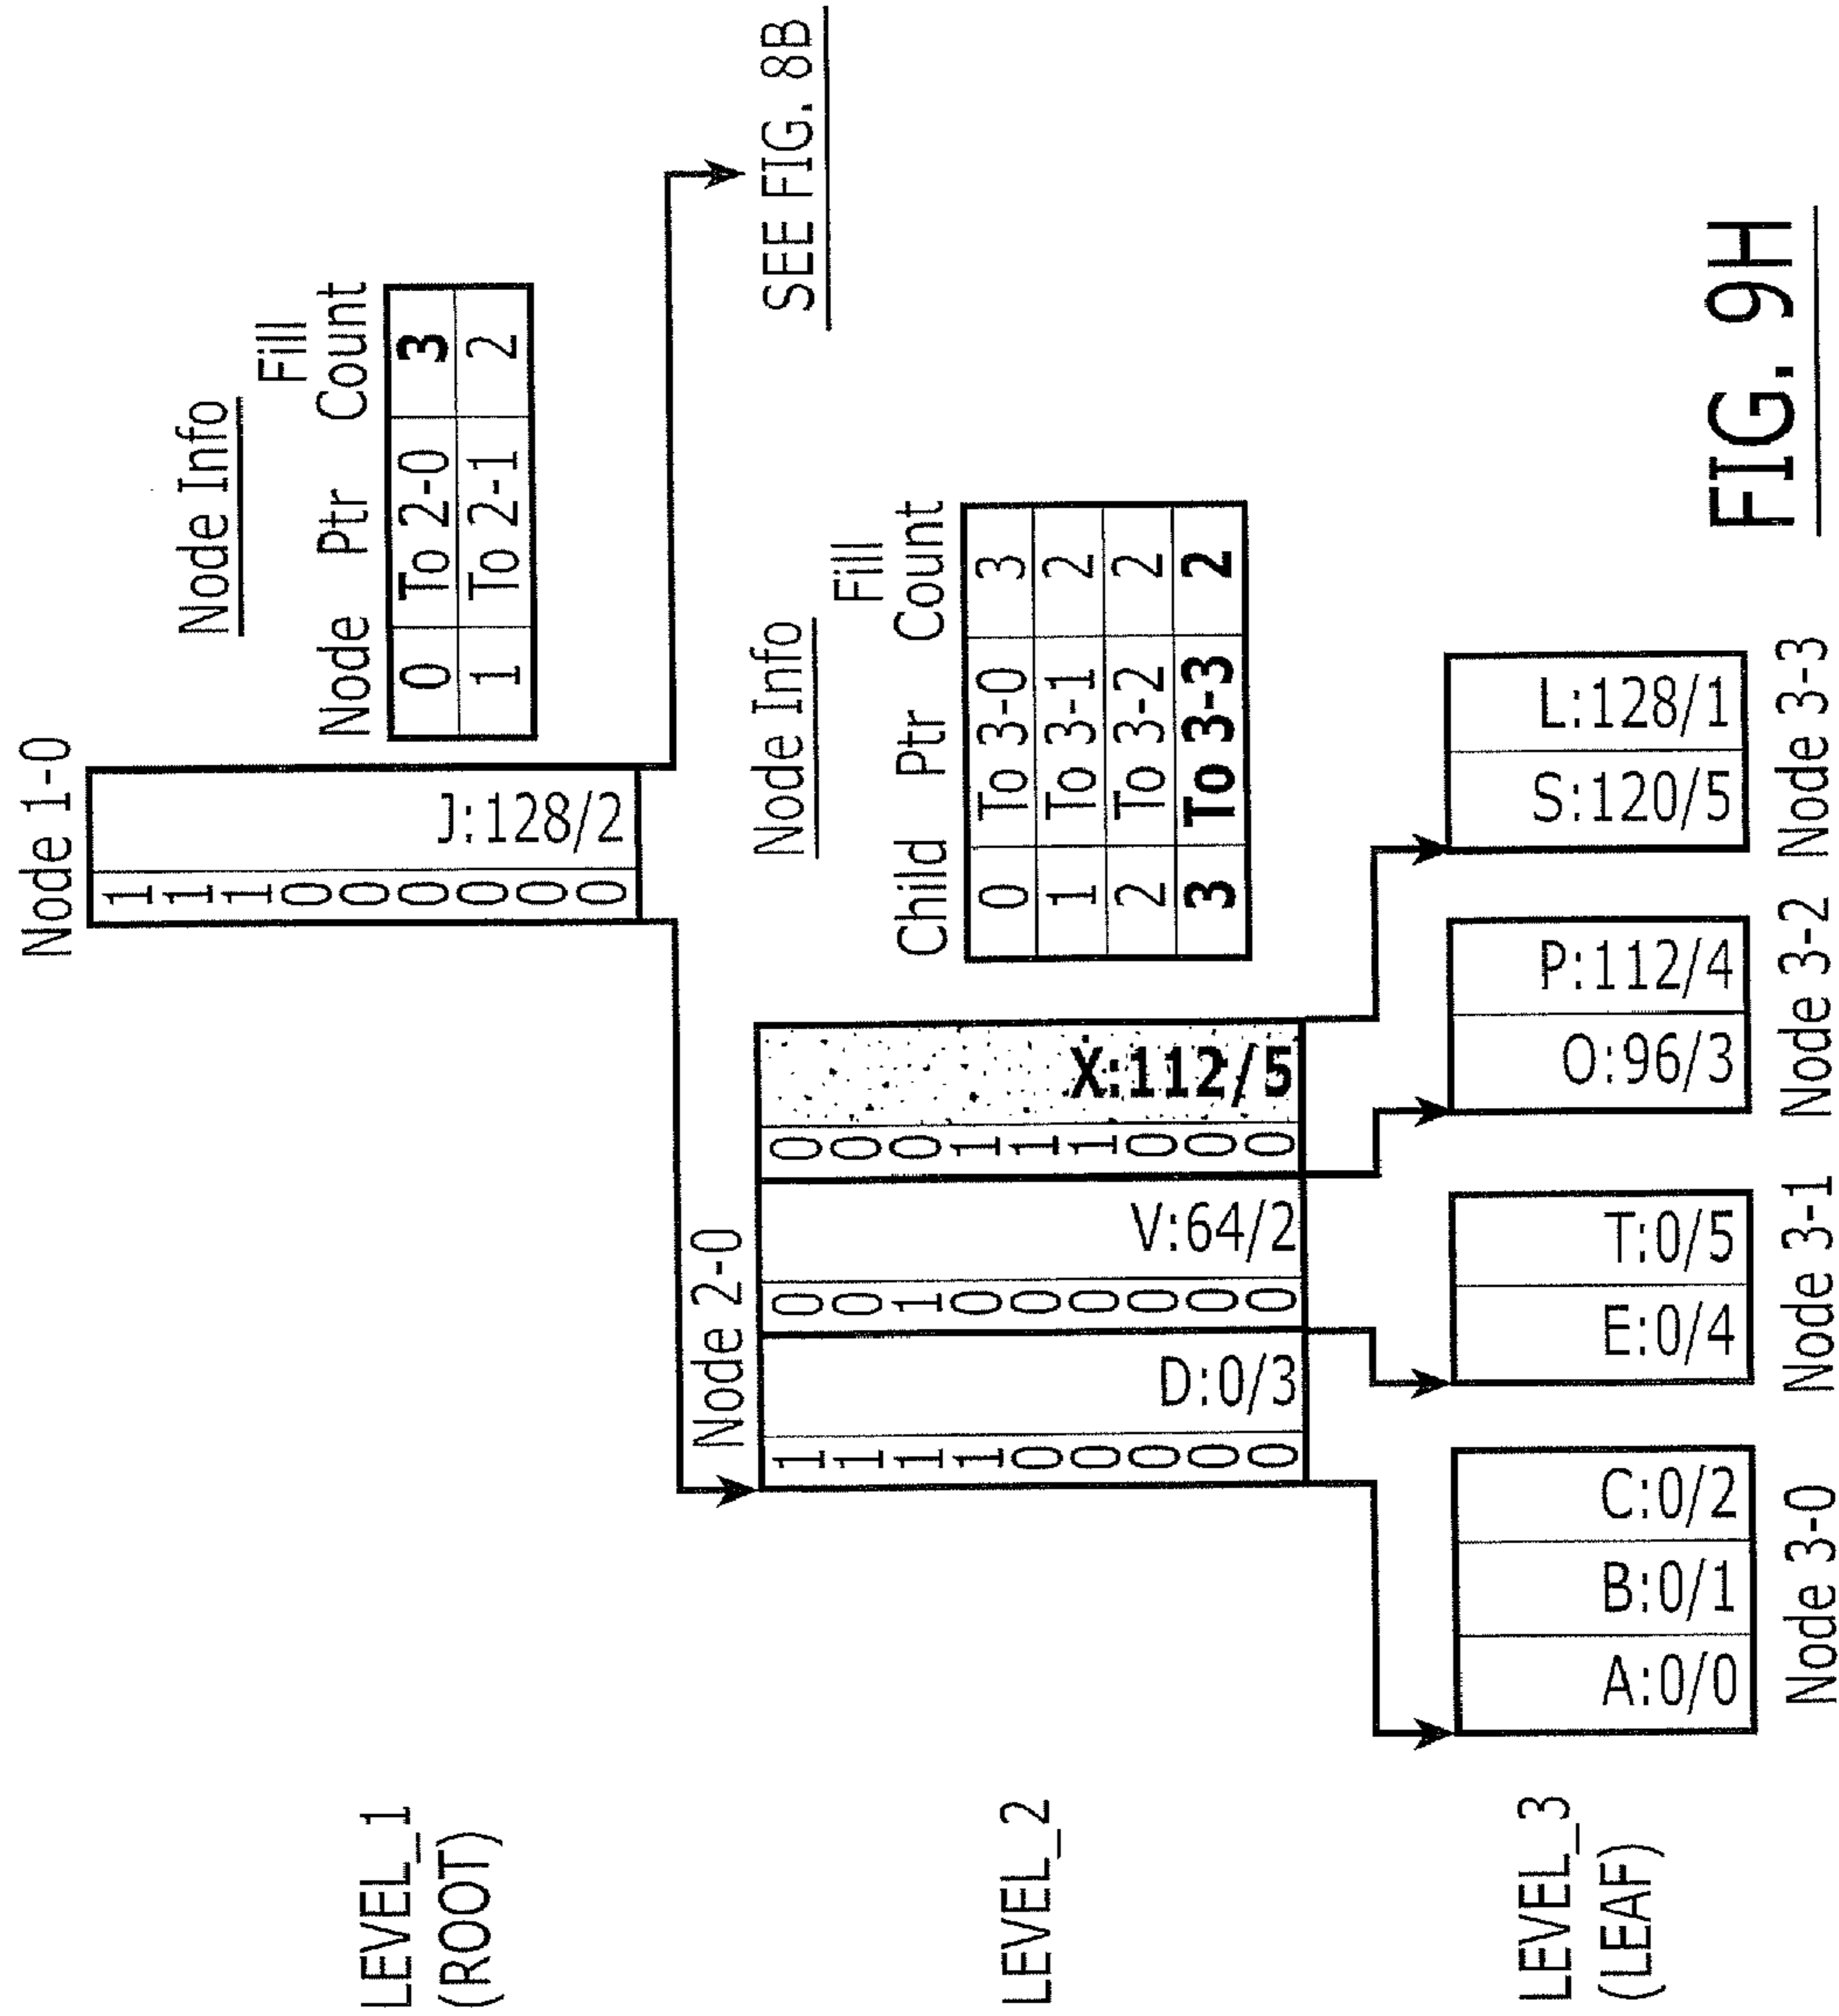 Node 1-0
1
1
1
0
0
0
0
0
0
J:128/2
Node Info
Node Ptr Fill Count
0 To 2-0 3
1 To 2-1 2
LEVEL_1
(ROOT)
SEE FIG. 8B
Node 2-0
1 0 0
1 0 0
1 1 0
1 0 1
0 0 1
0 0 1
0 0 0
0 0 0
0 0 0
D:0/3 V:64/2 X:112/5
Node Info
Child Ptr Fill Count
0 To 3-0 3
1 To 3-1 2
2 To 3-2 2
3 To 3-3 2
LEVEL_2
LEVEL_3
(LEAF)
A:0/0 B:0/1 C:0/2
E:0/4 T:0/5
O:96/3 P:112/4
S:120/5 L:128/1
Node 3-0 Node 3-1 Node 3-2 Node 3-3
FIG. 9H